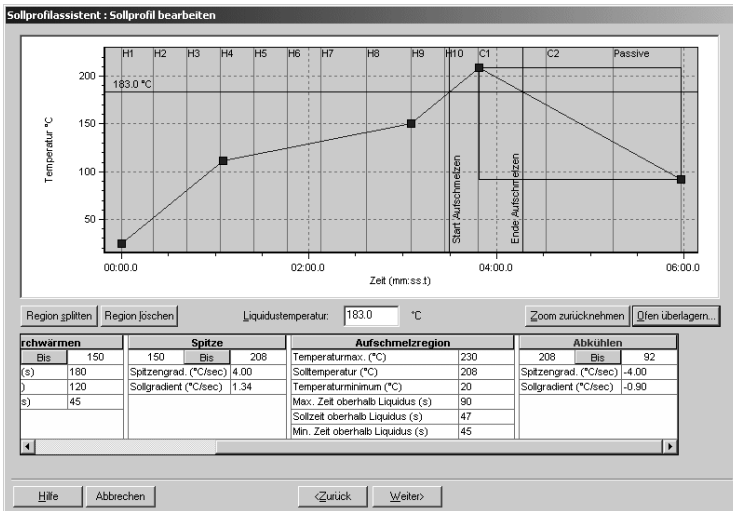 Sollprofilassistent : Sollprofil bearbeiten
H1 H2 H3 H4 H5 H6 H7 H8 H9 H10 C1 C2 Passive
200
183.0 °C
150
100
50
Temperatur °C
Start Aufschmelzen
Ende Aufschmelzen
00:00.0 02:00.0 04:00.0 06:00.0
Zeit (mm:ss.t)
Region splitten Region löschen Liquidustemperatur: 183.0 °C Zoom zurücknehmen Ofen überlagern...
rchwärmen Spitze Aufschmelzregion Abkühlen
Bis 150 150 Bis 208 Temperaturmax. (°C) 230 208 Bis 92
(s) 180 Spitzengrad. (°C/sec) 4.00 Solltemperatur (°C) 208 Spitzengrad. (°C/sec) -4.00
) 120 Sollgradient (°C/sec) 1.34 Temperaturminimum (°C) 20 Sollgradient (°C/sec) -0.90
s) 45 Max. Zeit oberhalb Liquidus (s) 90
Sollzeit oberhalb Liquidus (s) 47
Min. Zeit oberhalb Liquidus (s) 45
Hilfe Abbrechen <Zurück Weiter>